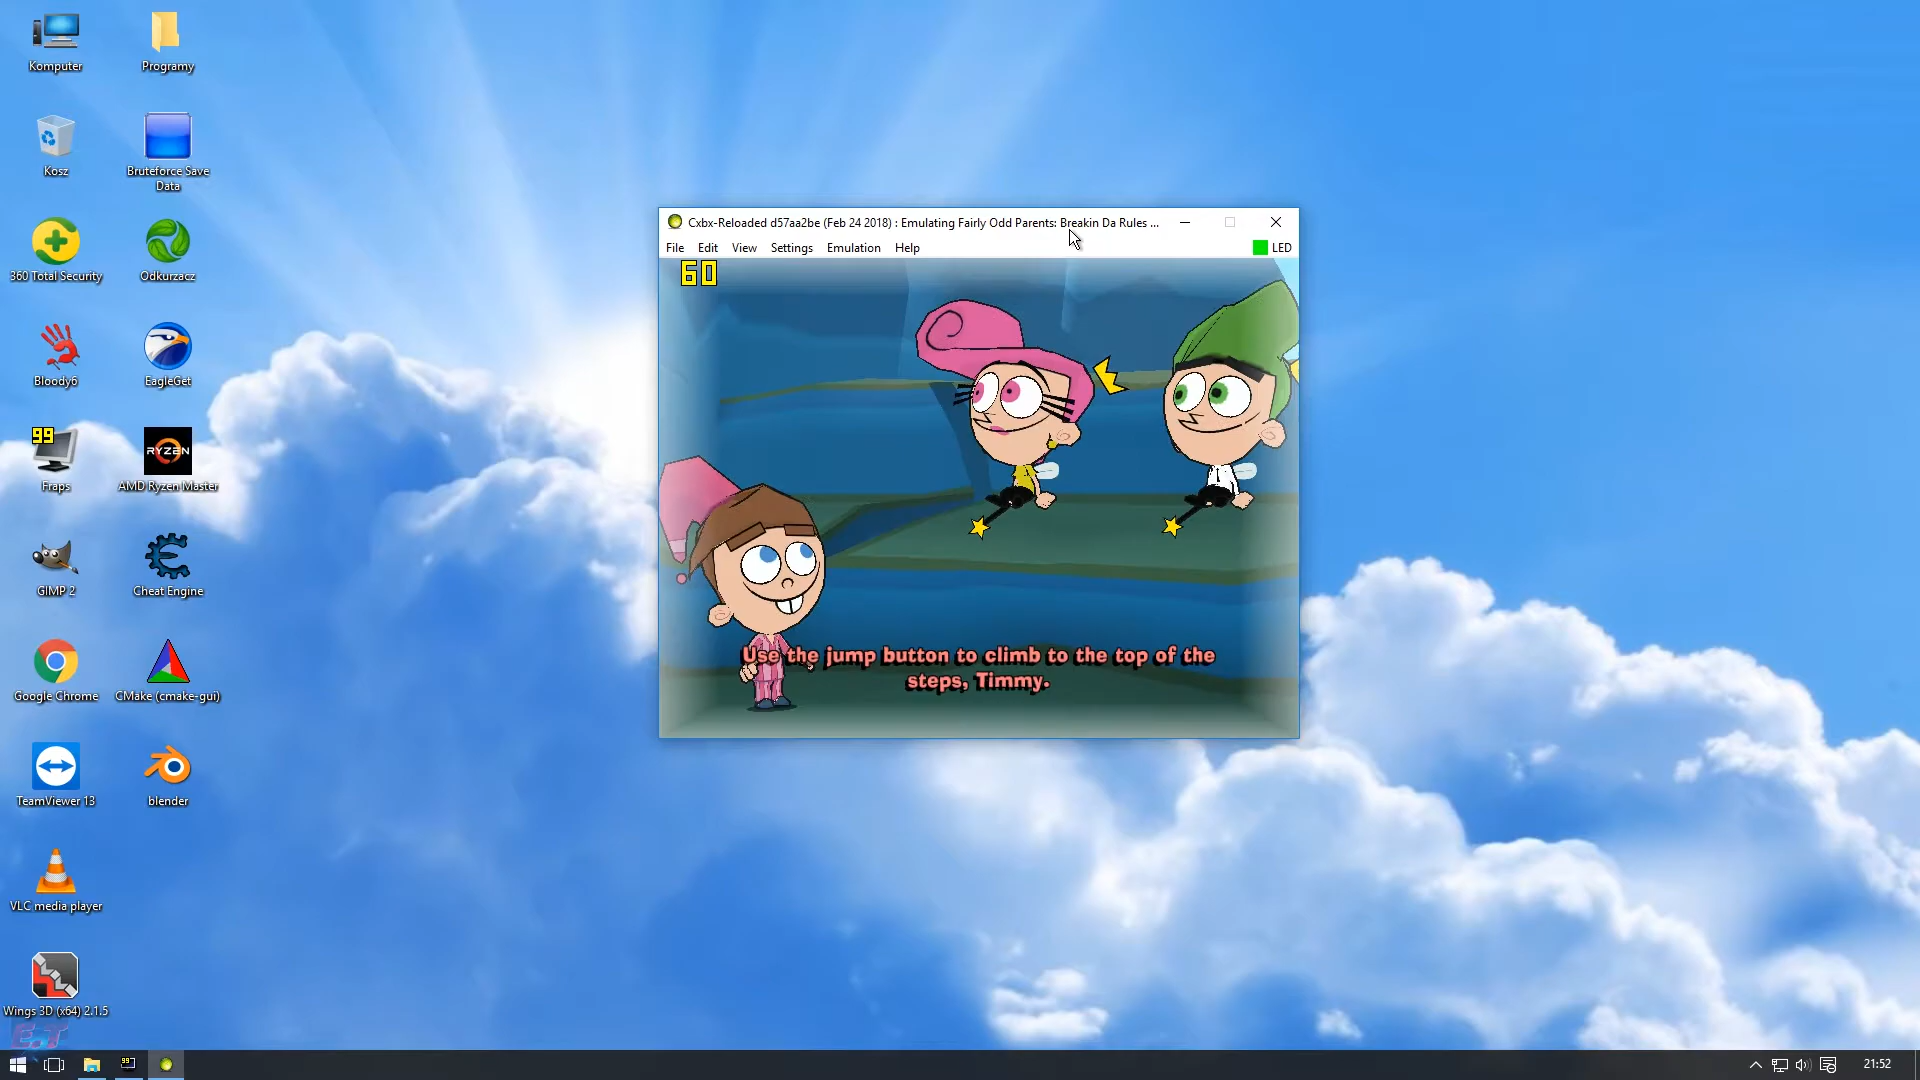 Komputer
Programy
Kosz
Bruteforce Save
Data
360 Total Security
Odkurzacz
Bloody6
EagleGet
99
Fraps
RYZEN
AMD Ryzen Master
GIMP 2
Cheat Engine
Google Chrome
CMake (cmake-gui)
TeamViewer 13
blender
VLC media player
Wings 3D (x64) 2.1.5
E.T
Cxbx-Reloaded d57aa2be (Feb 24 2018) : Emulating Fairly Odd Parents: Breakin Da Rules ...
File Edit View Settings Emulation Help LED
60
Use the jump button to climb to the top of the
steps, Timmy.
99
21:52